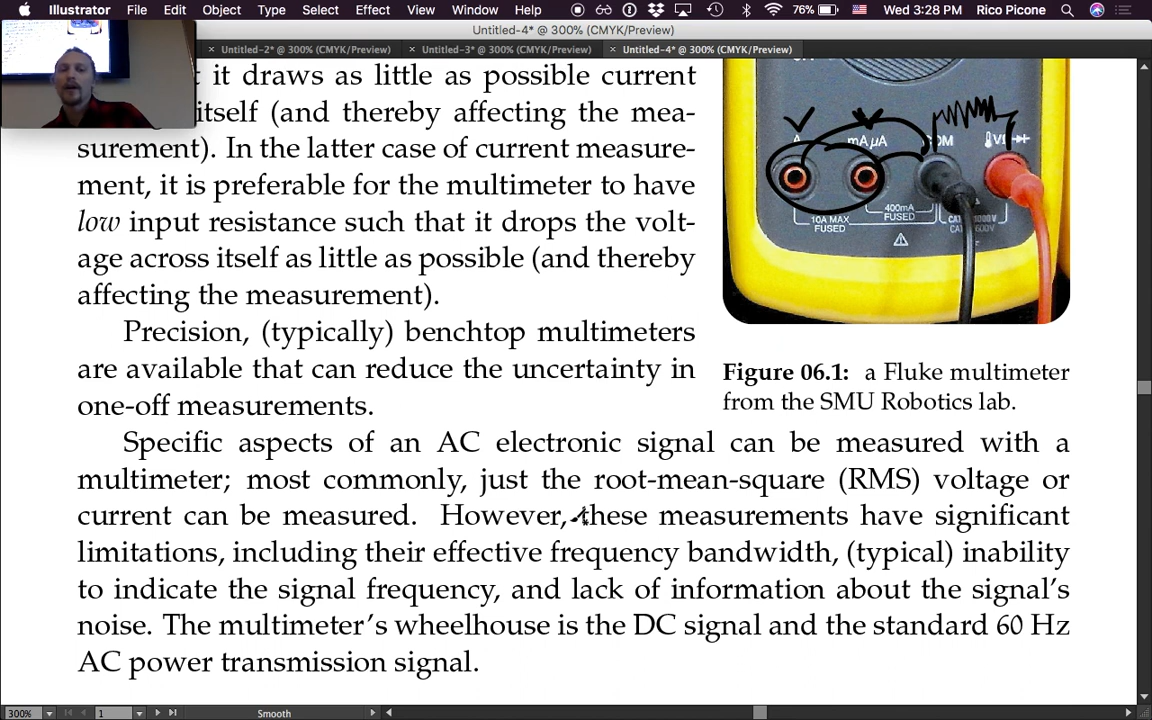 Illustrator File Edit Object Type Select Effect View Window Help 76% Wed 3:28 PM Rico Picone
Untitled-4* @ 300% (CMYK/Preview)
× Untitled-2* @ 300% (CMYK/Preview) × Untitled-3* @ 300% (CMYK/Preview) × Untitled-4* @ 300% (CMYK/Preview)
it draws as little as possible current
itself (and thereby affecting the mea-
surement). In the latter case of current measure-
ment, it is preferable for the multimeter to have
low input resistance such that it drops the volt-
age across itself as little as possible (and thereby
affecting the measurement).
Precision, (typically) benchtop multimeters
are available that can reduce the uncertainty in
one-off measurements.
A mA μA
10A MAX
FUSED
400mA
FUSED
Figure 06.1: a Fluke multimeter
from the SMU Robotics lab.
Specific aspects of an AC electronic signal can be measured with a
multimeter; most commonly, just the root-mean-square (RMS) voltage or
current can be measured. However, these measurements have significant
limitations, including their effective frequency bandwidth, (typical) inability
to indicate the signal frequency, and lack of information about the signal's
noise. The multimeter's wheelhouse is the DC signal and the standard 60 Hz
AC power transmission signal.
300% 1 Smooth